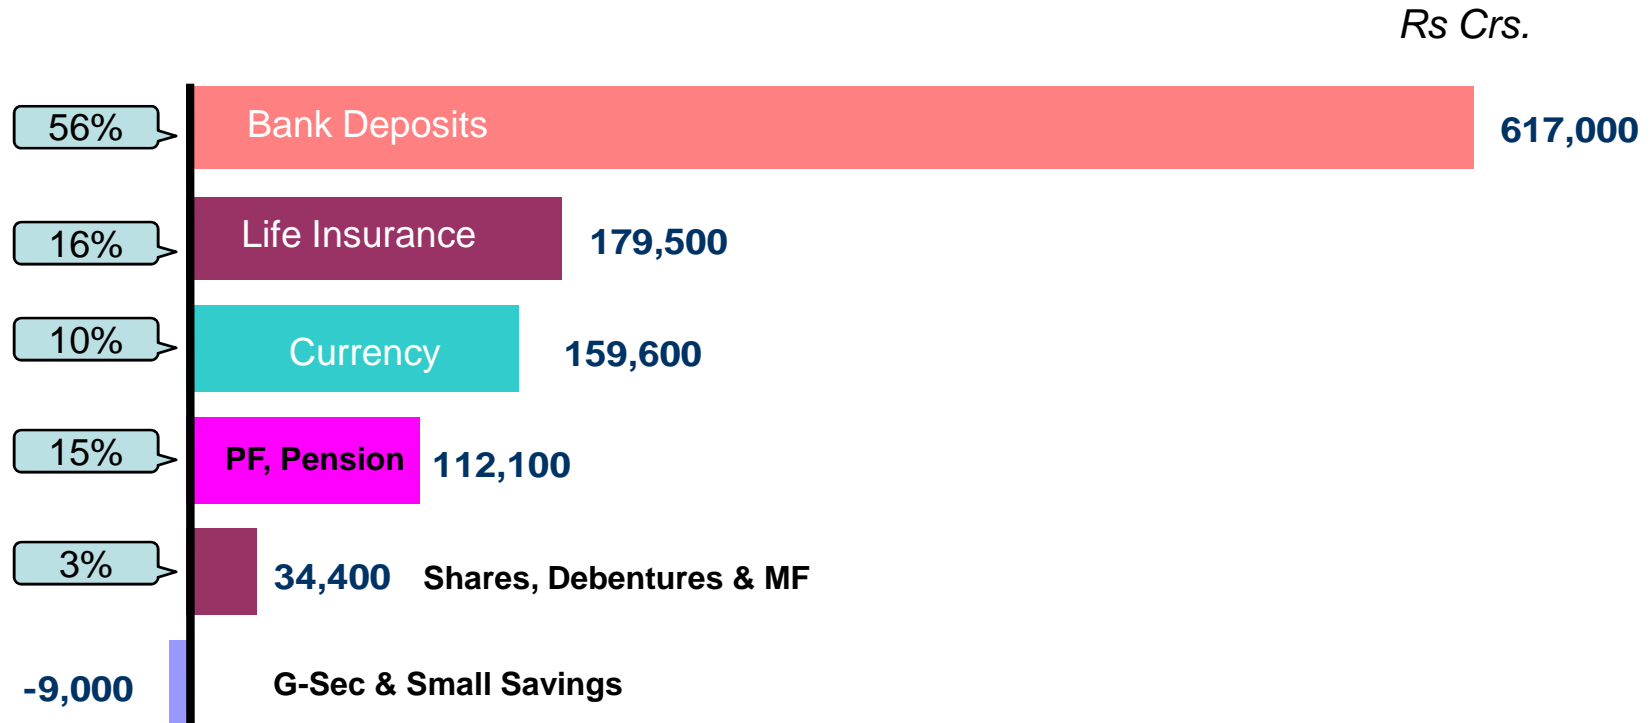 Rs Crs.
56% Bank Deposits 617,000
16% Life Insurance 179,500
10% Currency 159,600
15% PF, Pension 112,100
3% 34,400 Shares, Debentures & MF
-9,000 G-Sec & Small Savings